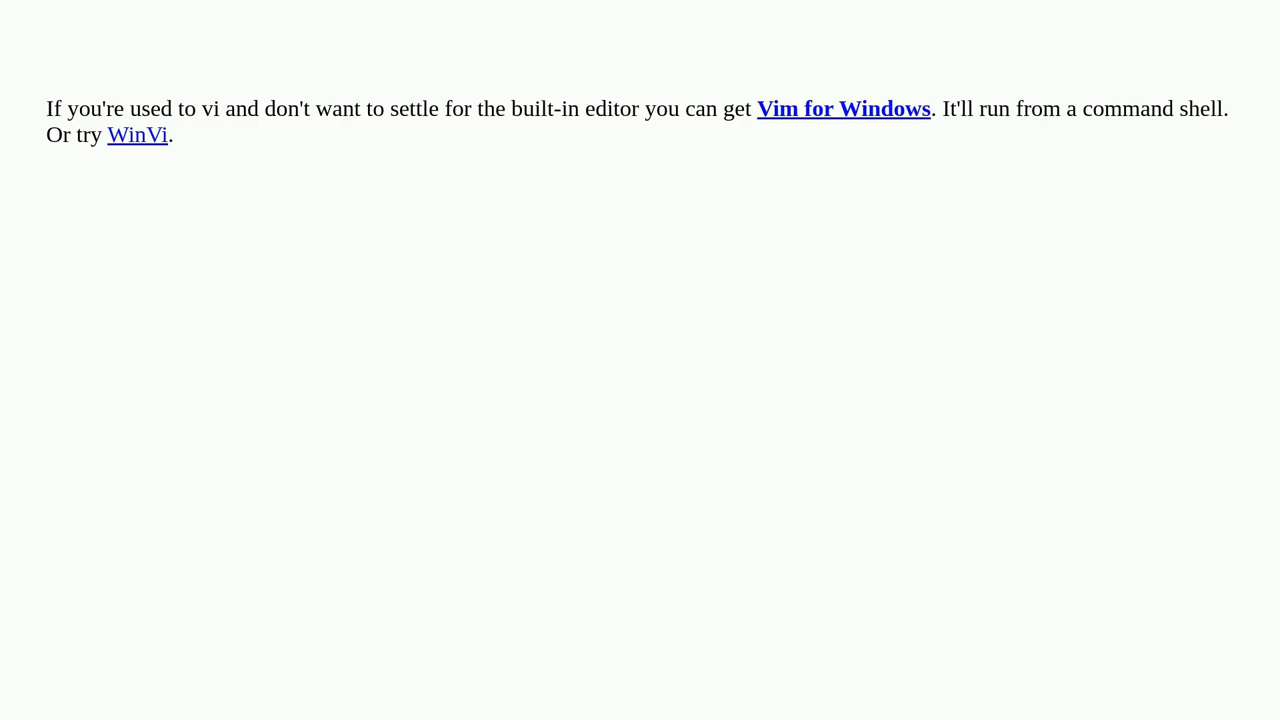 If you're used to vi and don't want to settle for the built-in editor you can get Vim for Windows. It'll run from a command shell.
Or try WinVi.